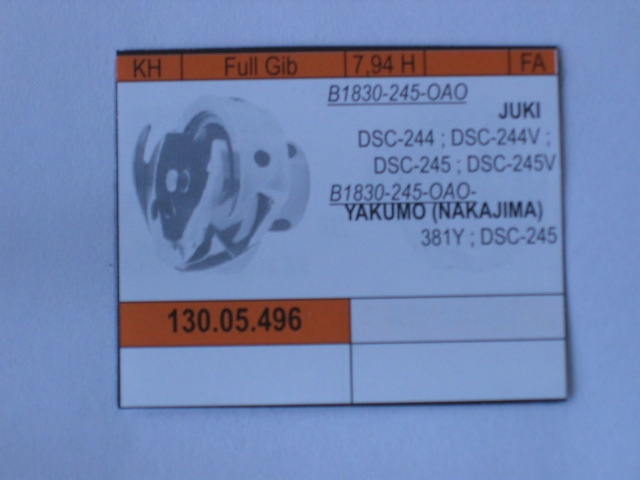 KH Full Gib 7,94 H FA
B1830-245-OAO
JUKI
DSC-244 ; DSC-244V ;
DSC-245 ; DSC-245V
B1830-245-OAO-
YAKUMO (NAKAJIMA)
381Y ; DSC-245
130.05.496